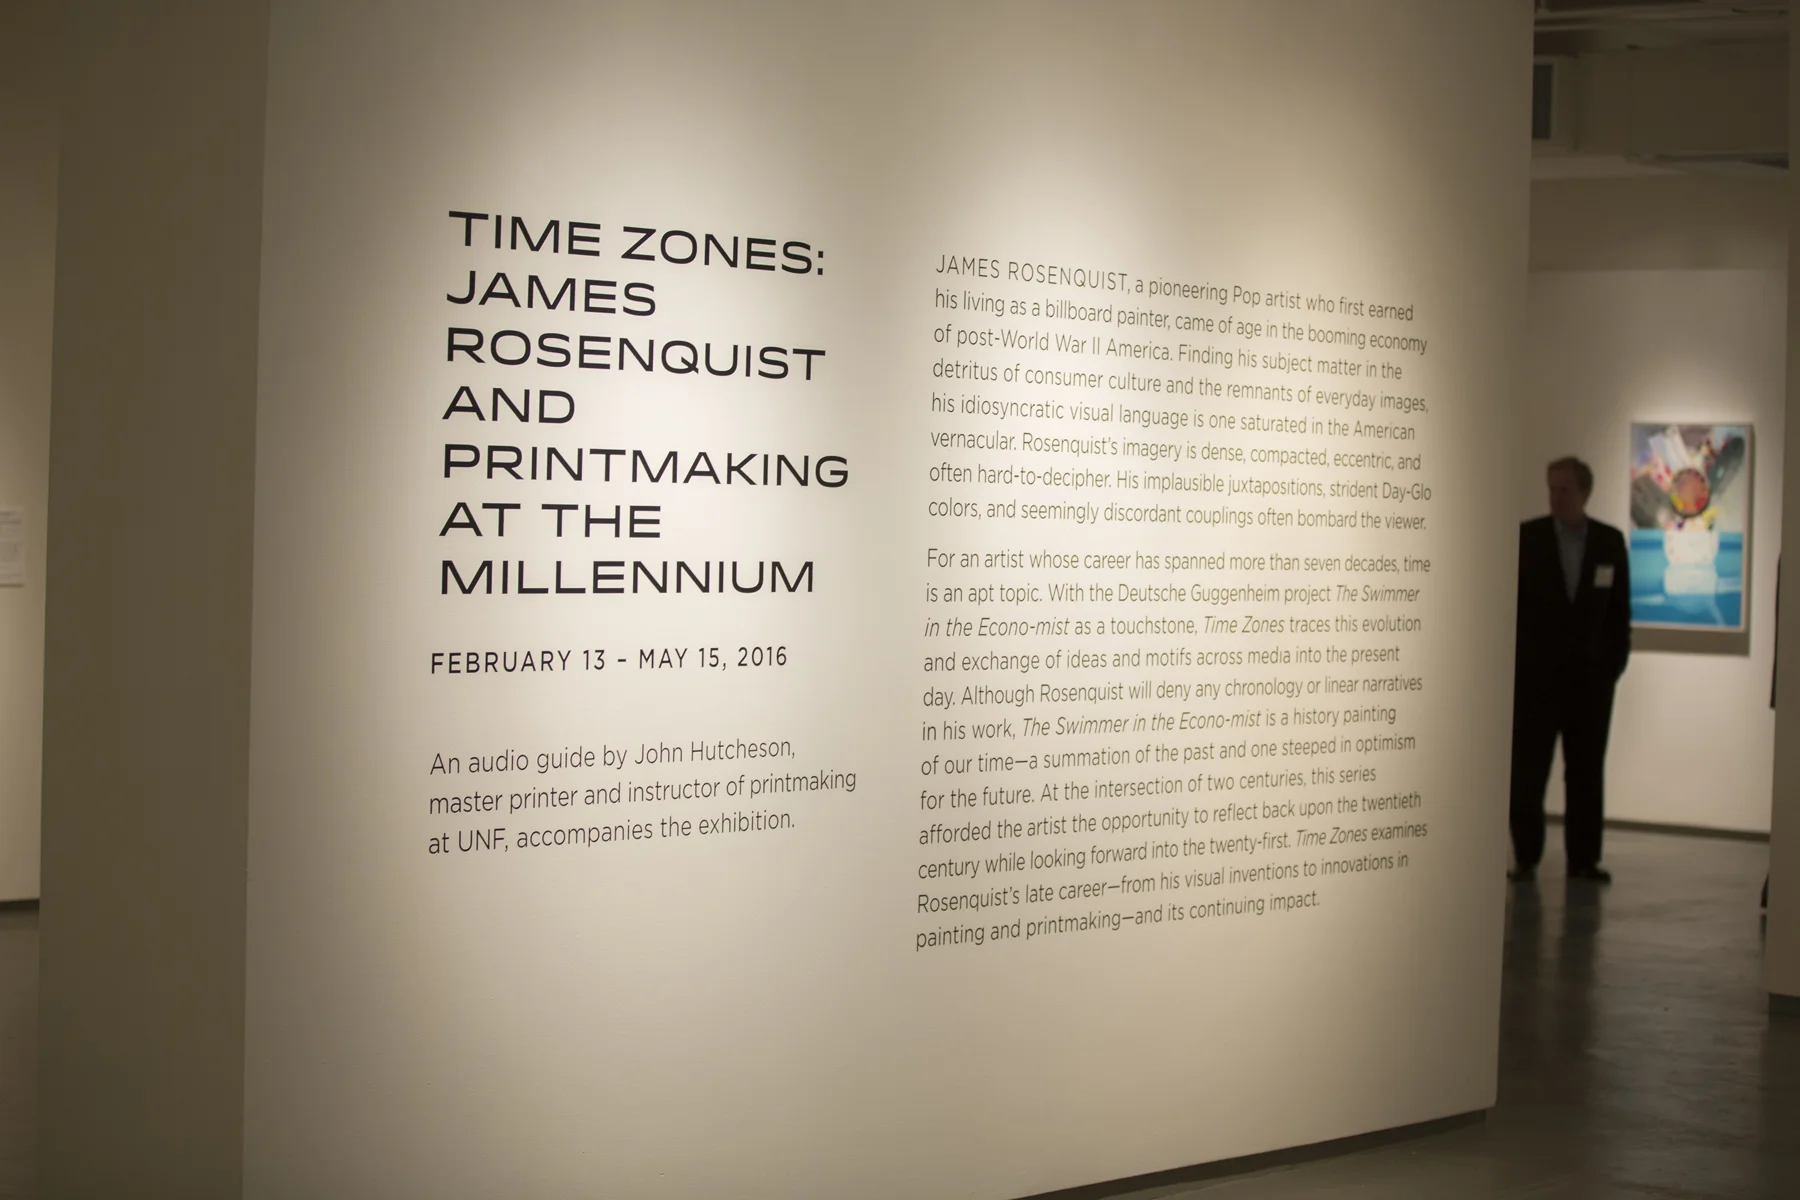 TIME ZONES:
JAMES
ROSENQUIST
AND
PRINTMAKING
AT THE
MILLENNIUM
FEBRUARY 13 – MAY 15, 2016
An audio guide by John Hutcheson,
master printer and instructor of printmaking
at UNF, accompanies the exhibition.
JAMES ROSENQUIST, a pioneering Pop artist who first earned
his living as a billboard painter, came of age in the booming economy
of post-World War II America. Finding his subject matter in the
detritus of consumer culture and the remnants of everyday images,
his idiosyncratic visual language is one saturated in the American
vernacular. Rosenquist's imagery is dense, compacted, eccentric, and
often hard-to-decipher. His implausible juxtapositions, strident Day-Glo
colors, and seemingly discordant couplings often bombard the viewer.
For an artist whose career has spanned more than seven decades, time
is an apt topic. With the Deutsche Guggenheim project The Swimmer
in the Econo-mist as a touchstone, Time Zones traces this evolution
and exchange of ideas and motifs across media into the present
day. Although Rosenquist will deny any chronology or linear narratives
in his work, The Swimmer in the Econo-mist is a history painting
of our time—a summation of the past and one steeped in optimism
for the future. At the intersection of two centuries, this series
afforded the artist the opportunity to reflect back upon the twentieth
century while looking forward into the twenty-first. Time Zones examines
Rosenquist's late career—from his visual inventions to innovations in
painting and printmaking—and its continuing impact.